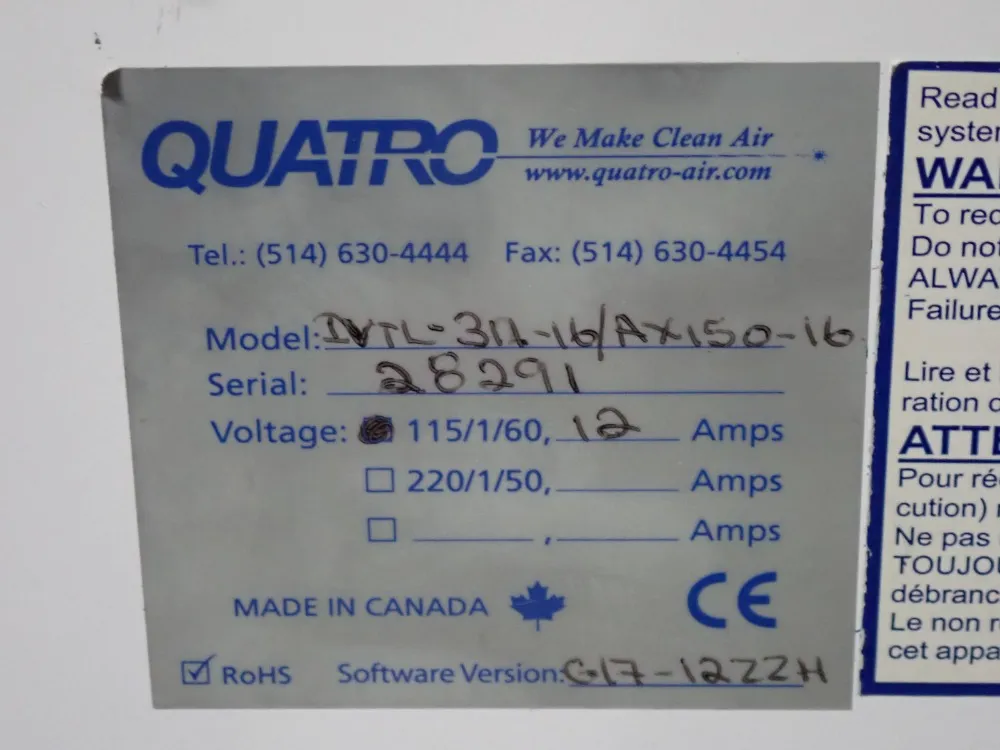 QUATRO We Make Clean Air
www.quatro-air.com
Tel.: (514) 630-4444 Fax: (514) 630-4454
Model: IVTL-311-16/AX150-16
Serial: 28291
Voltage: 115/1/60, 12 Amps
220/1/50, Amps
, Amps
MADE IN CANADA CE
RoHS Software Version: G17-12ZZH
Read
system
WA
To red
Do not
ALWA
Failure
Lire et
ration d
ATTE
Pour ré
cution)
Ne pas
TOUJOU
débranc
Le non r
cet appa